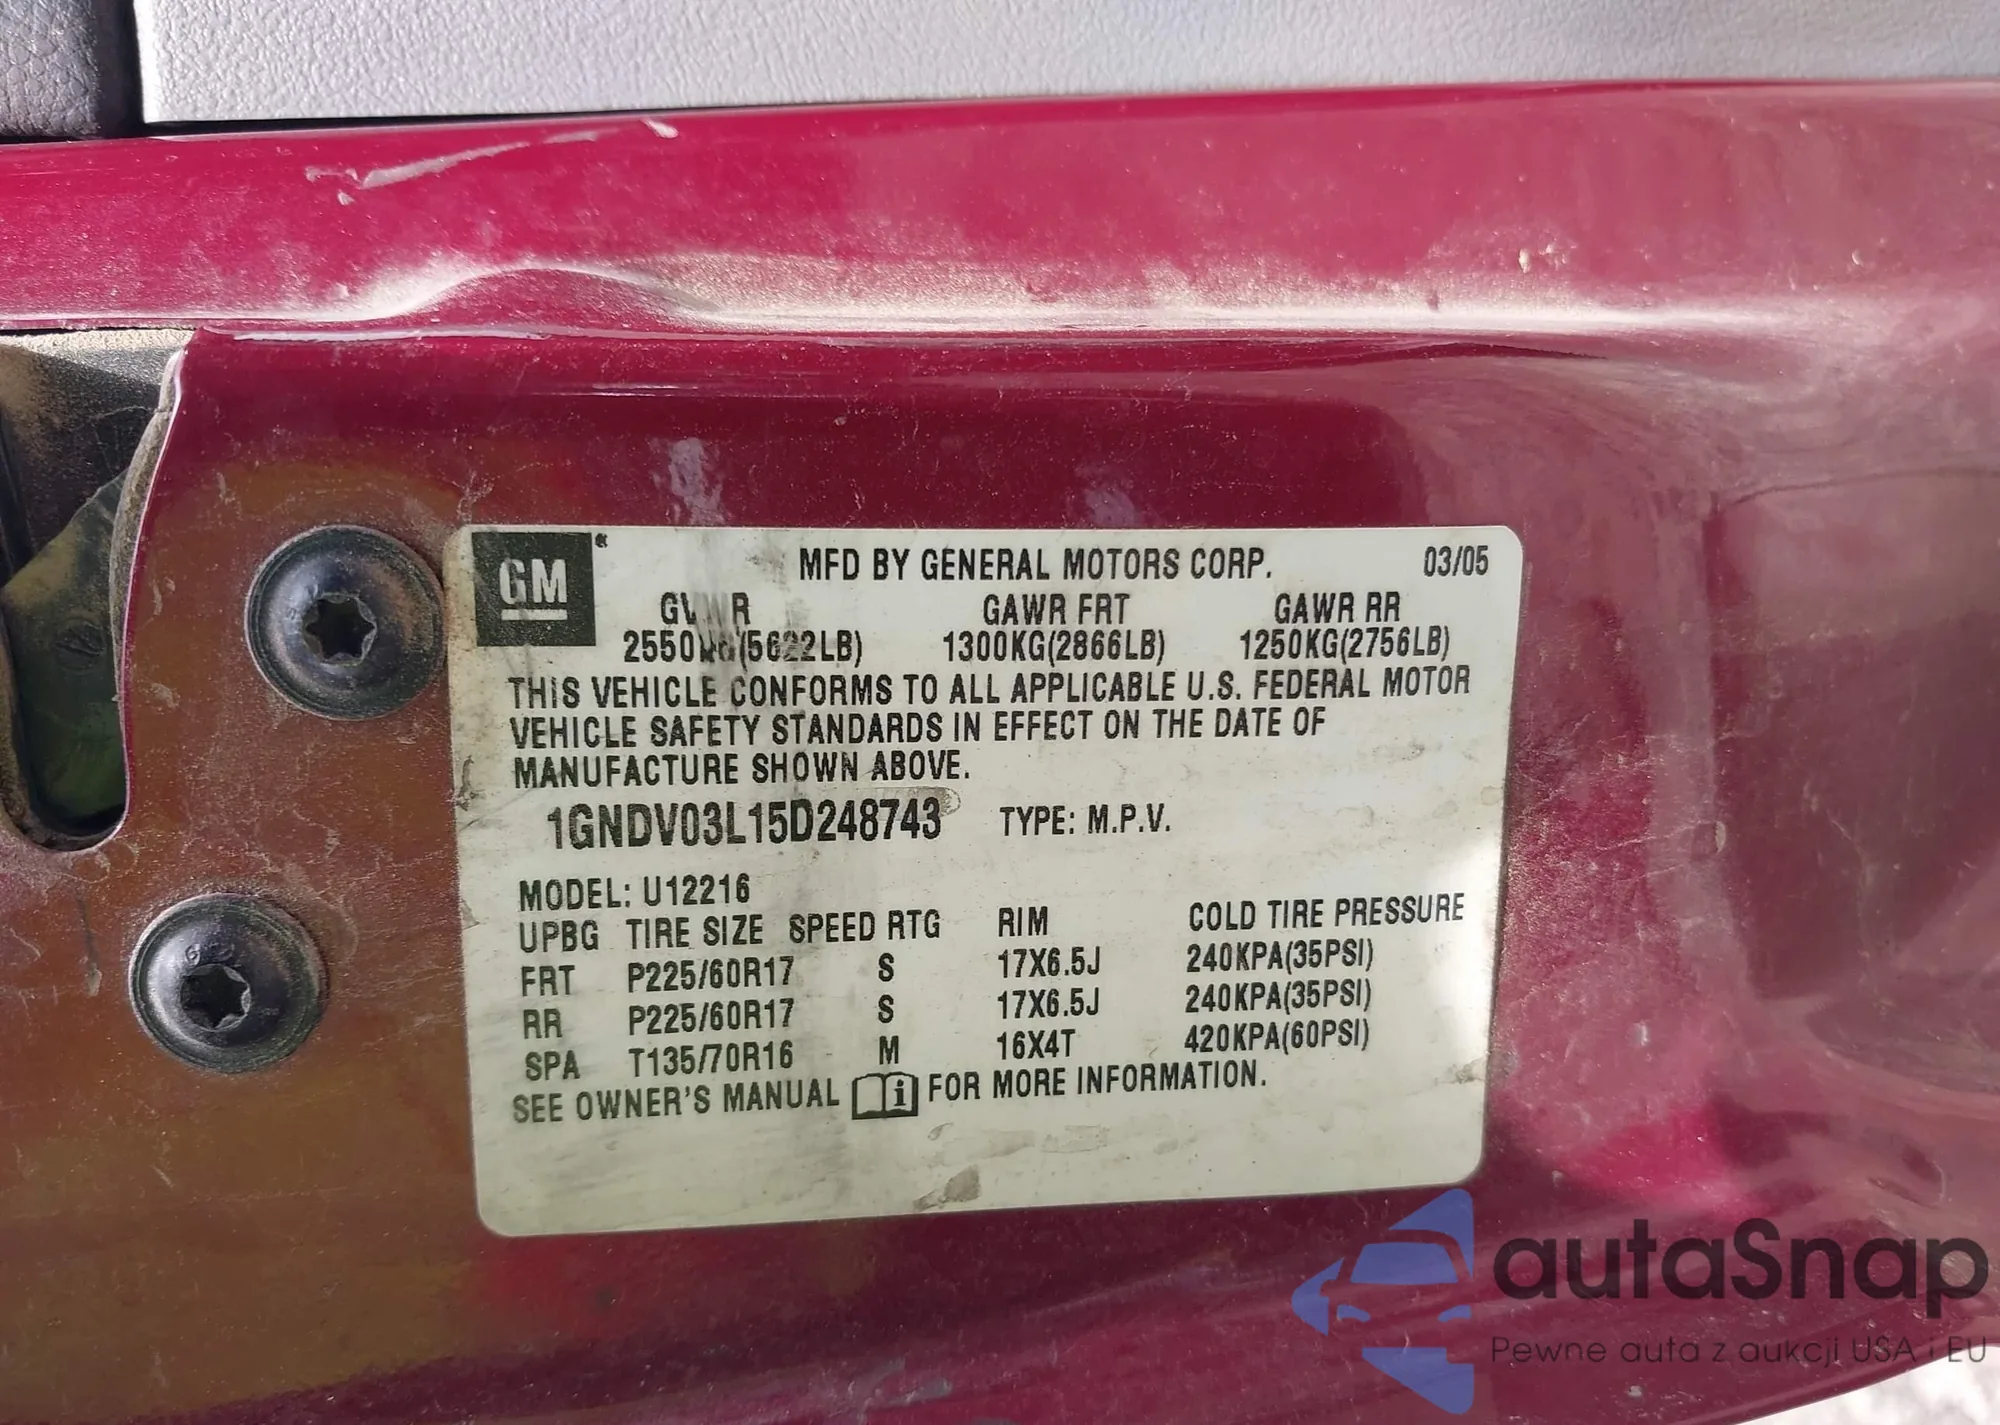 GM
MFD BY GENERAL MOTORS CORP. 03/05
GVWR GAWR FRT GAWR RR
2550KG(5622LB) 1300KG(2866LB) 1250KG(2756LB)
THIS VEHICLE CONFORMS TO ALL APPLICABLE U.S. FEDERAL MOTOR
VEHICLE SAFETY STANDARDS IN EFFECT ON THE DATE OF
MANUFACTURE SHOWN ABOVE.
1GNDV03L15D248743 TYPE: M.P.V.
MODEL: U12216
UPBG TIRE SIZE SPEED RTG RIM COLD TIRE PRESSURE
FRT P225/60R17 S 17X6.5J 240KPA(35PSI)
RR P225/60R17 S 17X6.5J 240KPA(35PSI)
SPA T135/70R16 M 16X4T 420KPA(60PSI)
SEE OWNER'S MANUAL i FOR MORE INFORMATION.
autaSnap
Pewne auta z aukcji USA i EU